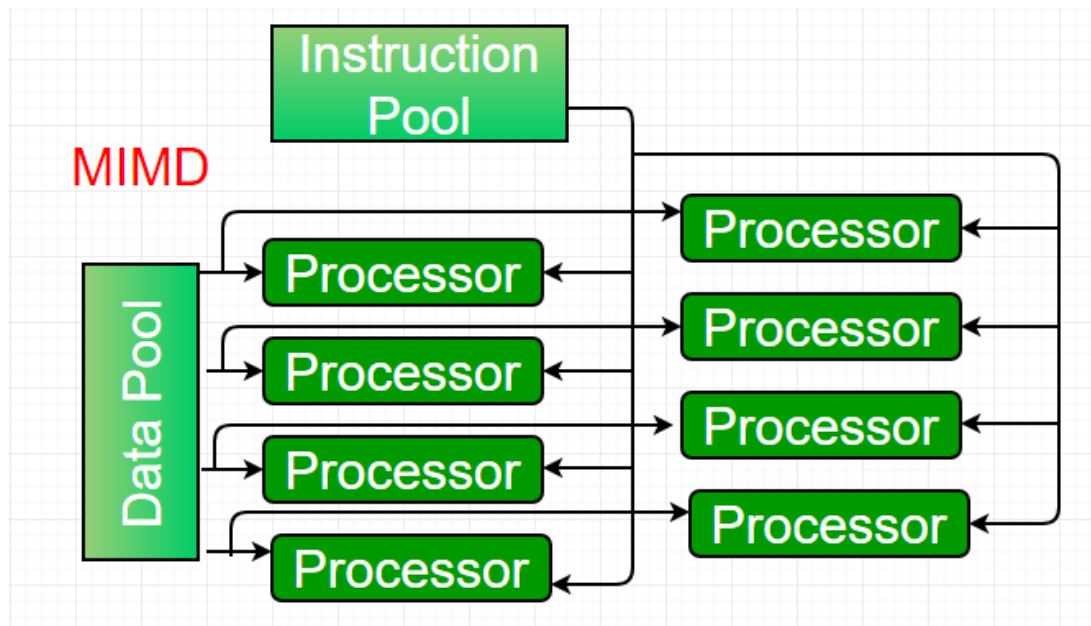 Instruction
Pool
MIMD
Processor
Processor
Processor
Processor
Data Pool
Processor
Processor
Processor
Processor